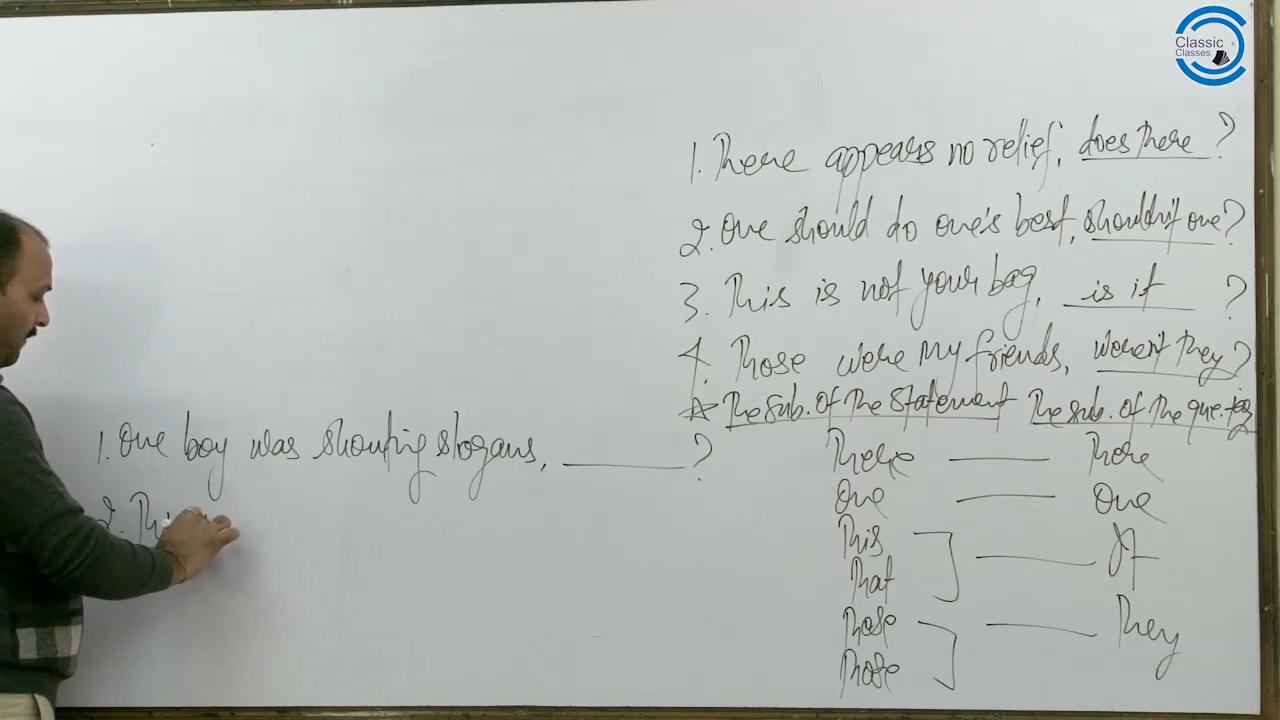 Classic
Classes
1. There appears no relief, does there ?
2. One should do one's best, shouldn't one?
3. This is not your bag, is it ?
4. Those were my friends, weren't they?
☆ The sub. of the statement The sub. of the que. tag
1. One boy was shouting slogans, ________ ?
There —— There
One —— One
This
That —— It
These —— They
Those
2. Thi